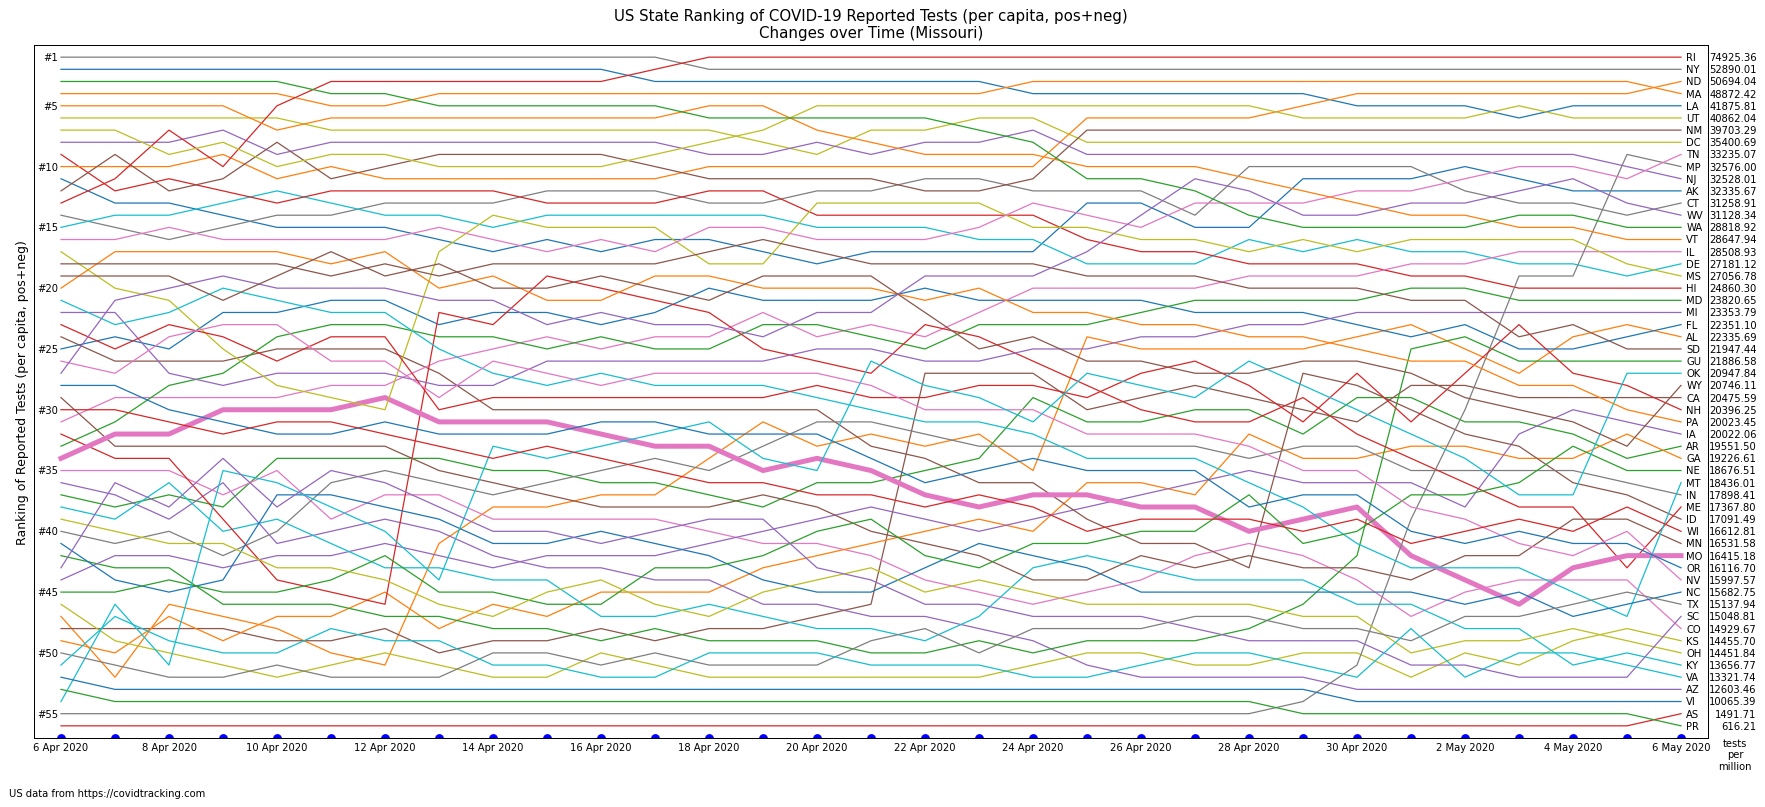 US State Ranking of COVID-19 Reported Tests (per capita, pos+neg)
Changes over Time (Missouri)
Ranking of Reported Tests (per capita, pos+neg)
#1
#5
#10
#15
#20
#25
#30
#35
#40
#45
#50
#55
RI 74925.36
NY 52890.01
ND 50694.04
MA 48872.42
LA 41875.81
UT 40862.04
NM 39703.29
DC 35400.69
TN 33235.07
MP 32576.00
NJ 32528.01
AK 32335.67
CT 31258.91
WV 31128.34
WA 28818.92
VT 28647.94
IL 28508.93
DE 27181.12
MS 27056.78
HI 24860.30
MD 23820.65
MI 23353.79
FL 22351.10
AL 22335.69
SD 21947.44
GU 21886.58
OK 20947.84
WY 20746.11
CA 20475.59
NH 20396.25
PA 20023.45
IA 20022.06
AR 19551.50
GA 19226.61
NE 18676.51
MT 18436.01
IN 17898.41
ME 17367.80
ID 17091.49
WI 16612.81
MN 16531.58
MO 16415.18
OR 16116.70
NV 15997.57
NC 15682.75
TX 15137.94
SC 15048.81
CO 14929.67
KS 14455.70
OH 14451.84
KY 13656.77
VA 13321.74
AZ 12603.46
VI 10065.39
AS 1491.71
PR 616.21
6 Apr 2020 8 Apr 2020 10 Apr 2020 12 Apr 2020 14 Apr 2020 16 Apr 2020 18 Apr 2020 20 Apr 2020 22 Apr 2020 24 Apr 2020 26 Apr 2020 28 Apr 2020 30 Apr 2020 2 May 2020 4 May 2020 6 May 2020
tests
per
million
US data from https://covidtracking.com